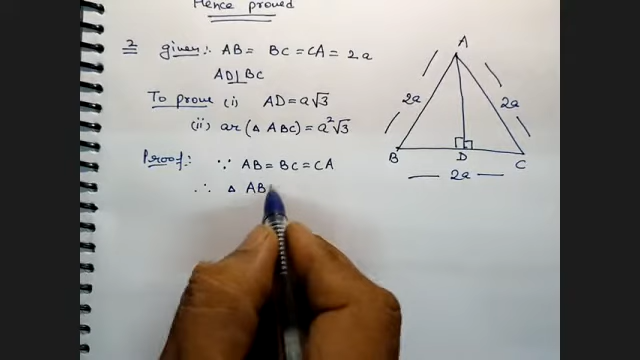 Hence proved
2 given:. AB = BC = CA = 2a
AD⊥BC
To prove (i) AD = a√3
(ii) ar (△ ABC) = a²√3
Proof: ∵ AB = BC = CA
∴ △ AB
A
2a 2a
B D C
2a